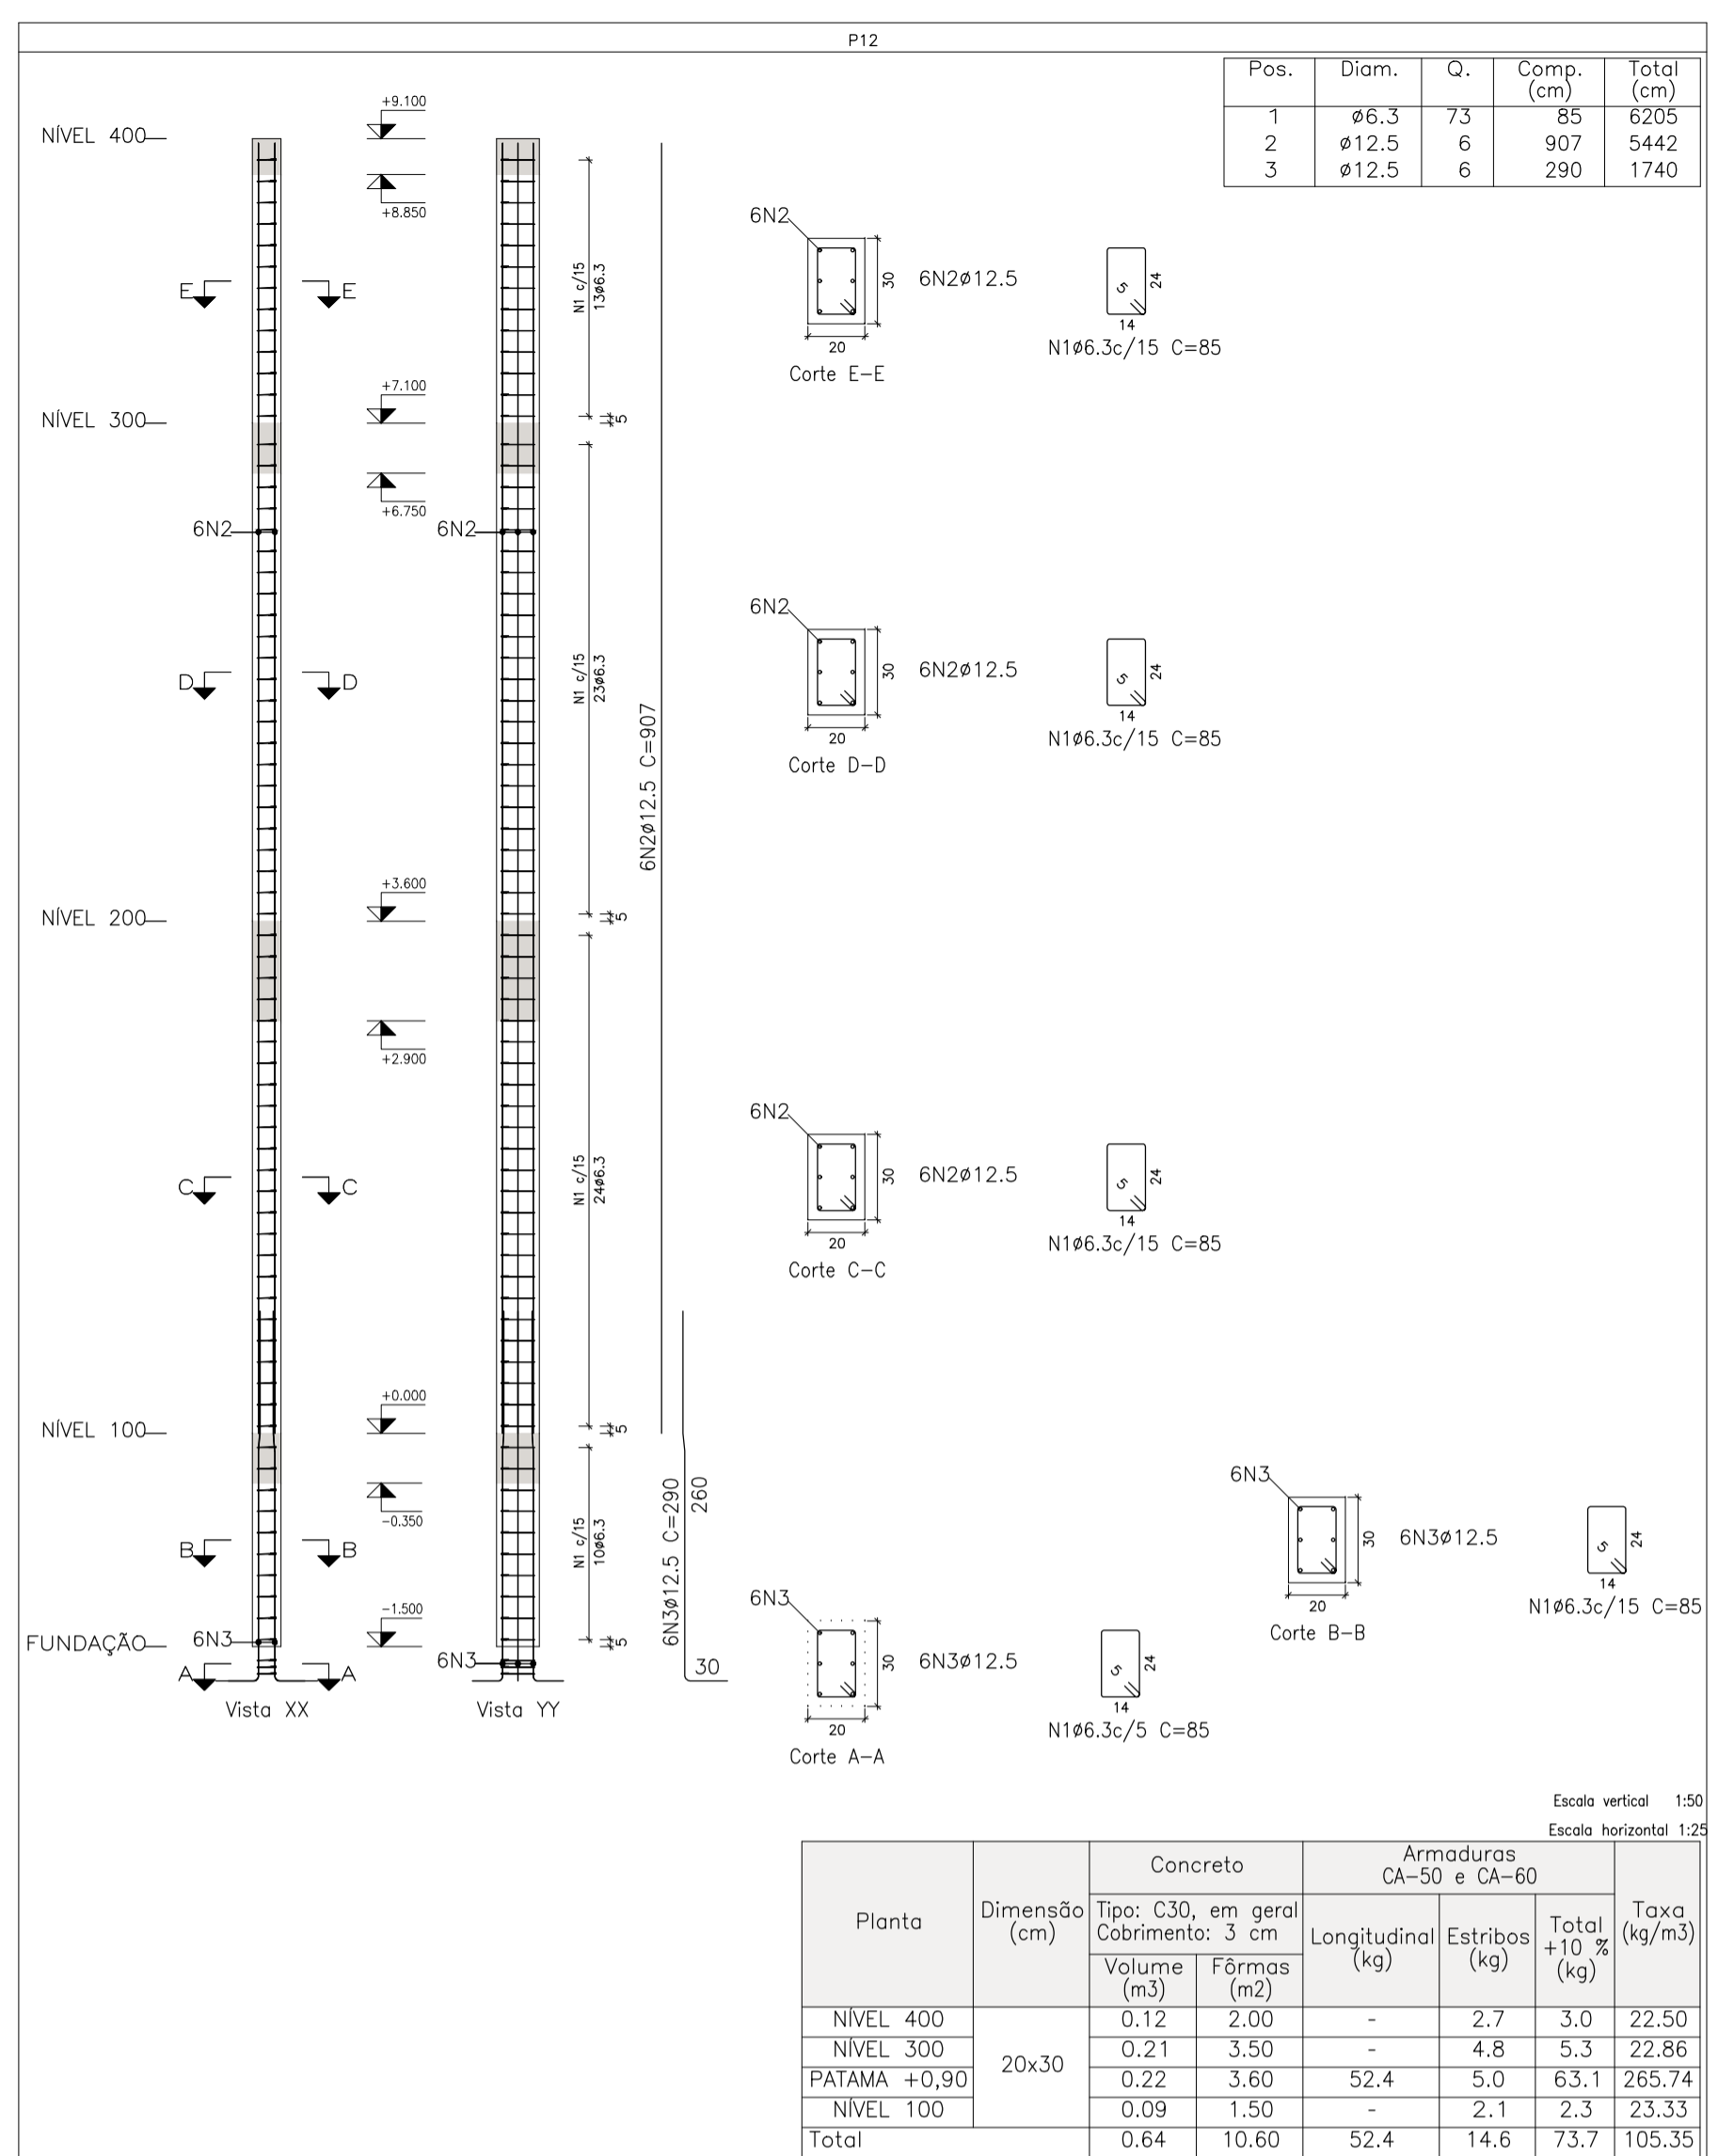 P12
Pos. Diam. Q. Comp. (cm) Total (cm)
1 ø6.3 73 85 6205
2 ø12.5 6 907 5442
3 ø12.5 6 290 1740
NÍVEL 400
+9.100
+8.850
E E
N1 c/15
13ø6.3
6N2
30
20
6N2ø12.5
Corte E-E
5
24
14
N1ø6.3c/15 C=85
NÍVEL 300
+7.100
5
+6.750
6N2
6N2
D D
N1 c/15
23ø6.3
6N2ø12.5 C=907
6N2
30
20
6N2ø12.5
Corte D-D
5
24
14
N1ø6.3c/15 C=85
NÍVEL 200
+3.600
5
+2.900
C C
N1 c/15
24ø6.3
6N2
30
20
6N2ø12.5
Corte C-C
5
24
14
N1ø6.3c/15 C=85
NÍVEL 100
+0.000
5
-0.350
B B
N1 c/15
10ø6.3
6N3ø12.5 C=290
260
30
6N3
30
20
6N3ø12.5
Corte B-B
5
24
14
N1ø6.3c/15 C=85
FUNDAÇÃO
-1.500
5
6N3
6N3
A A
Vista XX
Vista YY
6N3
30
20
6N3ø12.5
Corte A-A
5
24
14
N1ø6.3c/5 C=85
Escala vertical 1:50
Escala horizontal 1:25
Planta
Dimensão
(cm)
Concreto
Tipo: C30, em geral
Cobrimento: 3 cm
Volume
(m3)
Fôrmas
(m2)
Armaduras
CA-50 e CA-60
Longitudinal
(kg)
Estribos
(kg)
Total
+10 %
(kg)
Taxa
(kg/m3)
NÍVEL 400 0.12 2.00 - 2.7 3.0 22.50
NÍVEL 300 0.21 3.50 - 4.8 5.3 22.86
20x30
PATAMA +0,90 0.22 3.60 52.4 5.0 63.1 265.74
NÍVEL 100 0.09 1.50 - 2.1 2.3 23.33
Total 0.64 10.60 52.4 14.6 73.7 105.35